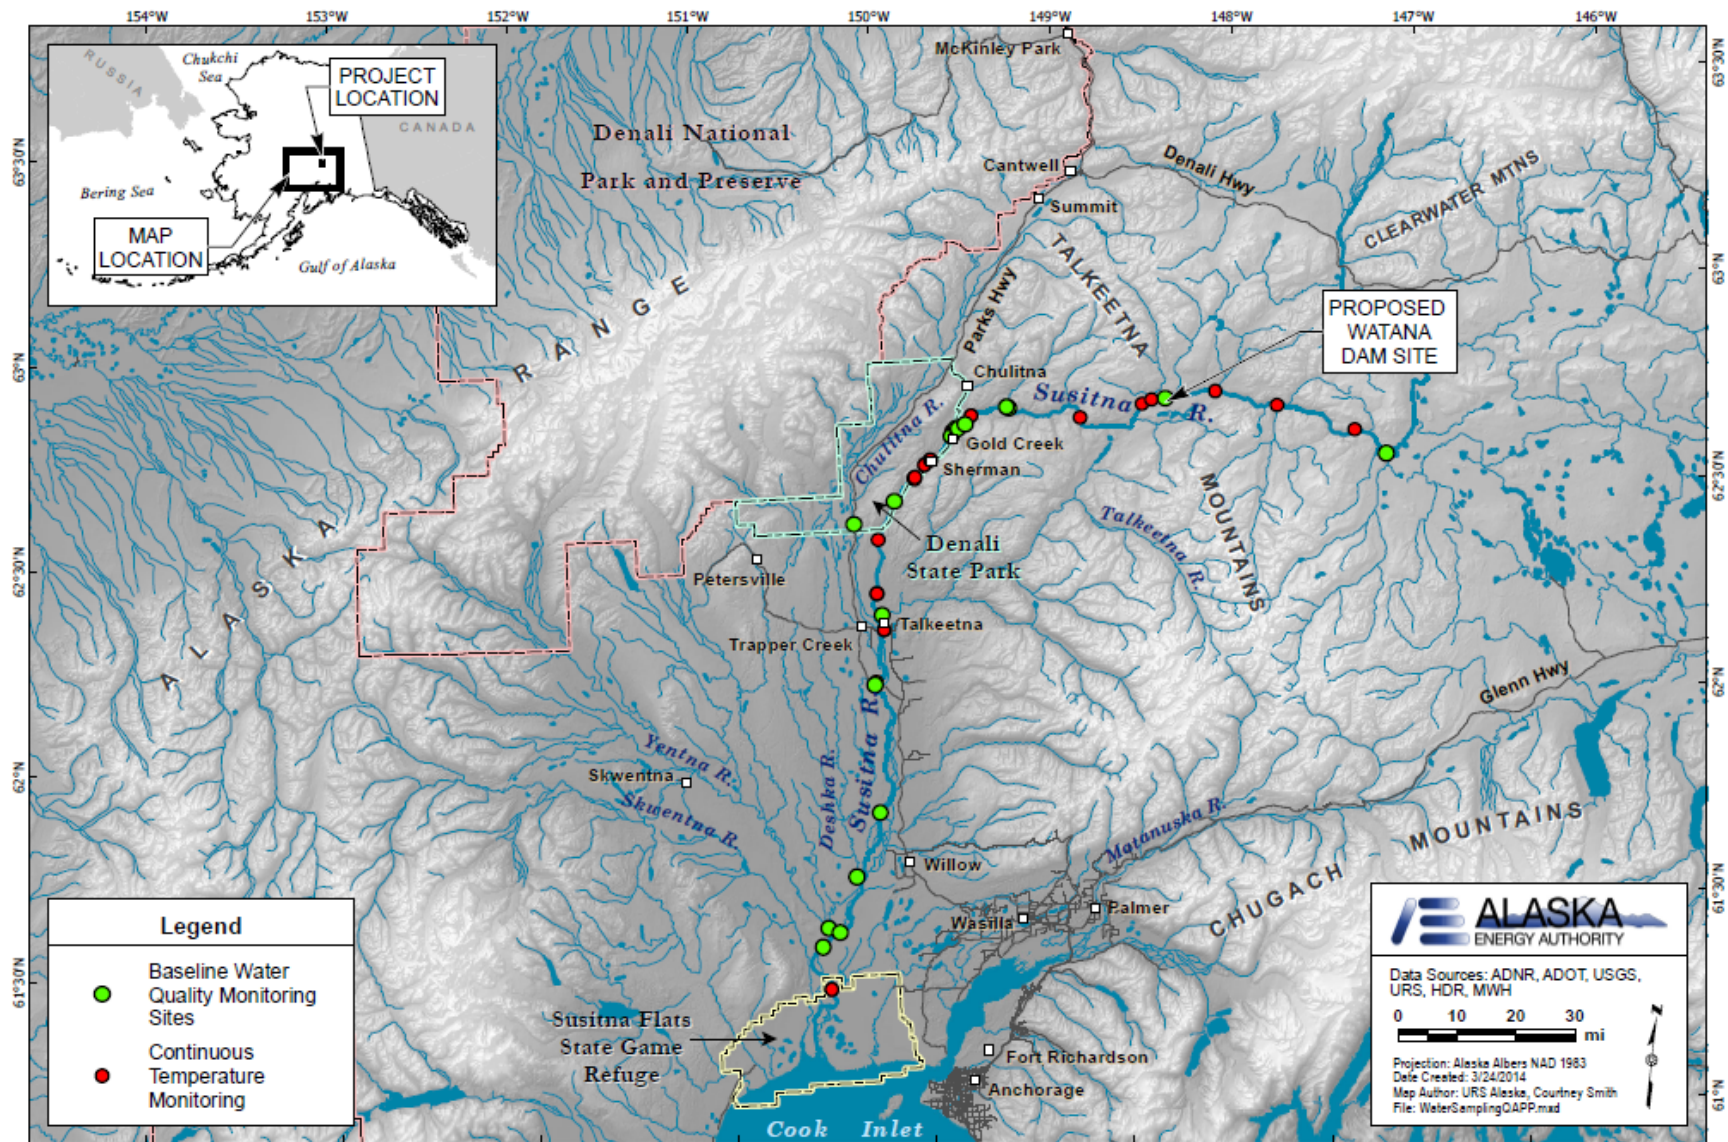 154°W
153°W
152°W
151°W
150°W
149°W
148°W
147°W
146°W
RUSSIA
Chukchi
Sea
PROJECT
LOCATION
CANADA
Bering Sea
MAP
LOCATION
Gulf of Alaska
McKinley Park
Denali National
Park and Preserve
Cantwell
Denali Hwy
Summit
CLEARWATER MTNS
63°30'N
ALASKA RANGE
Parks Hwy
TALKEETNA
MOUNTAINS
PROPOSED
WATANA
DAM SITE
63°N
Chulitna
Susitna
R.
Chulitna R.
Gold Creek
Sherman
Talkeetna R.
Denali
State Park
62°30'N
Petersville
Trapper Creek
Talkeetna
Glenn Hwy
Yentna R.
Skwentna
Skwentna R.
Deshka R.
Susitna R.
62°N
Matanuska R.
CHUGACH MOUNTAINS
Willow
Wasilla
Palmer
61°30'N
Susitna Flats
State Game
Refuge
Fort Richardson
Anchorage
61°N
Cook Inlet
Legend
Baseline Water
Quality Monitoring
Sites
Continuous
Temperature
Monitoring
ALASKA
ENERGY AUTHORITY
Data Sources: ADNR, ADOT, USGS,
URS, HDR, MWH
0 10 20 30 mi
N
Projection: Alaska Albers NAD 1983
Date Created: 3/24/2014
Map Author: URS Alaska, Courtney Smith
File: WaterSamplingQAPP.mxd